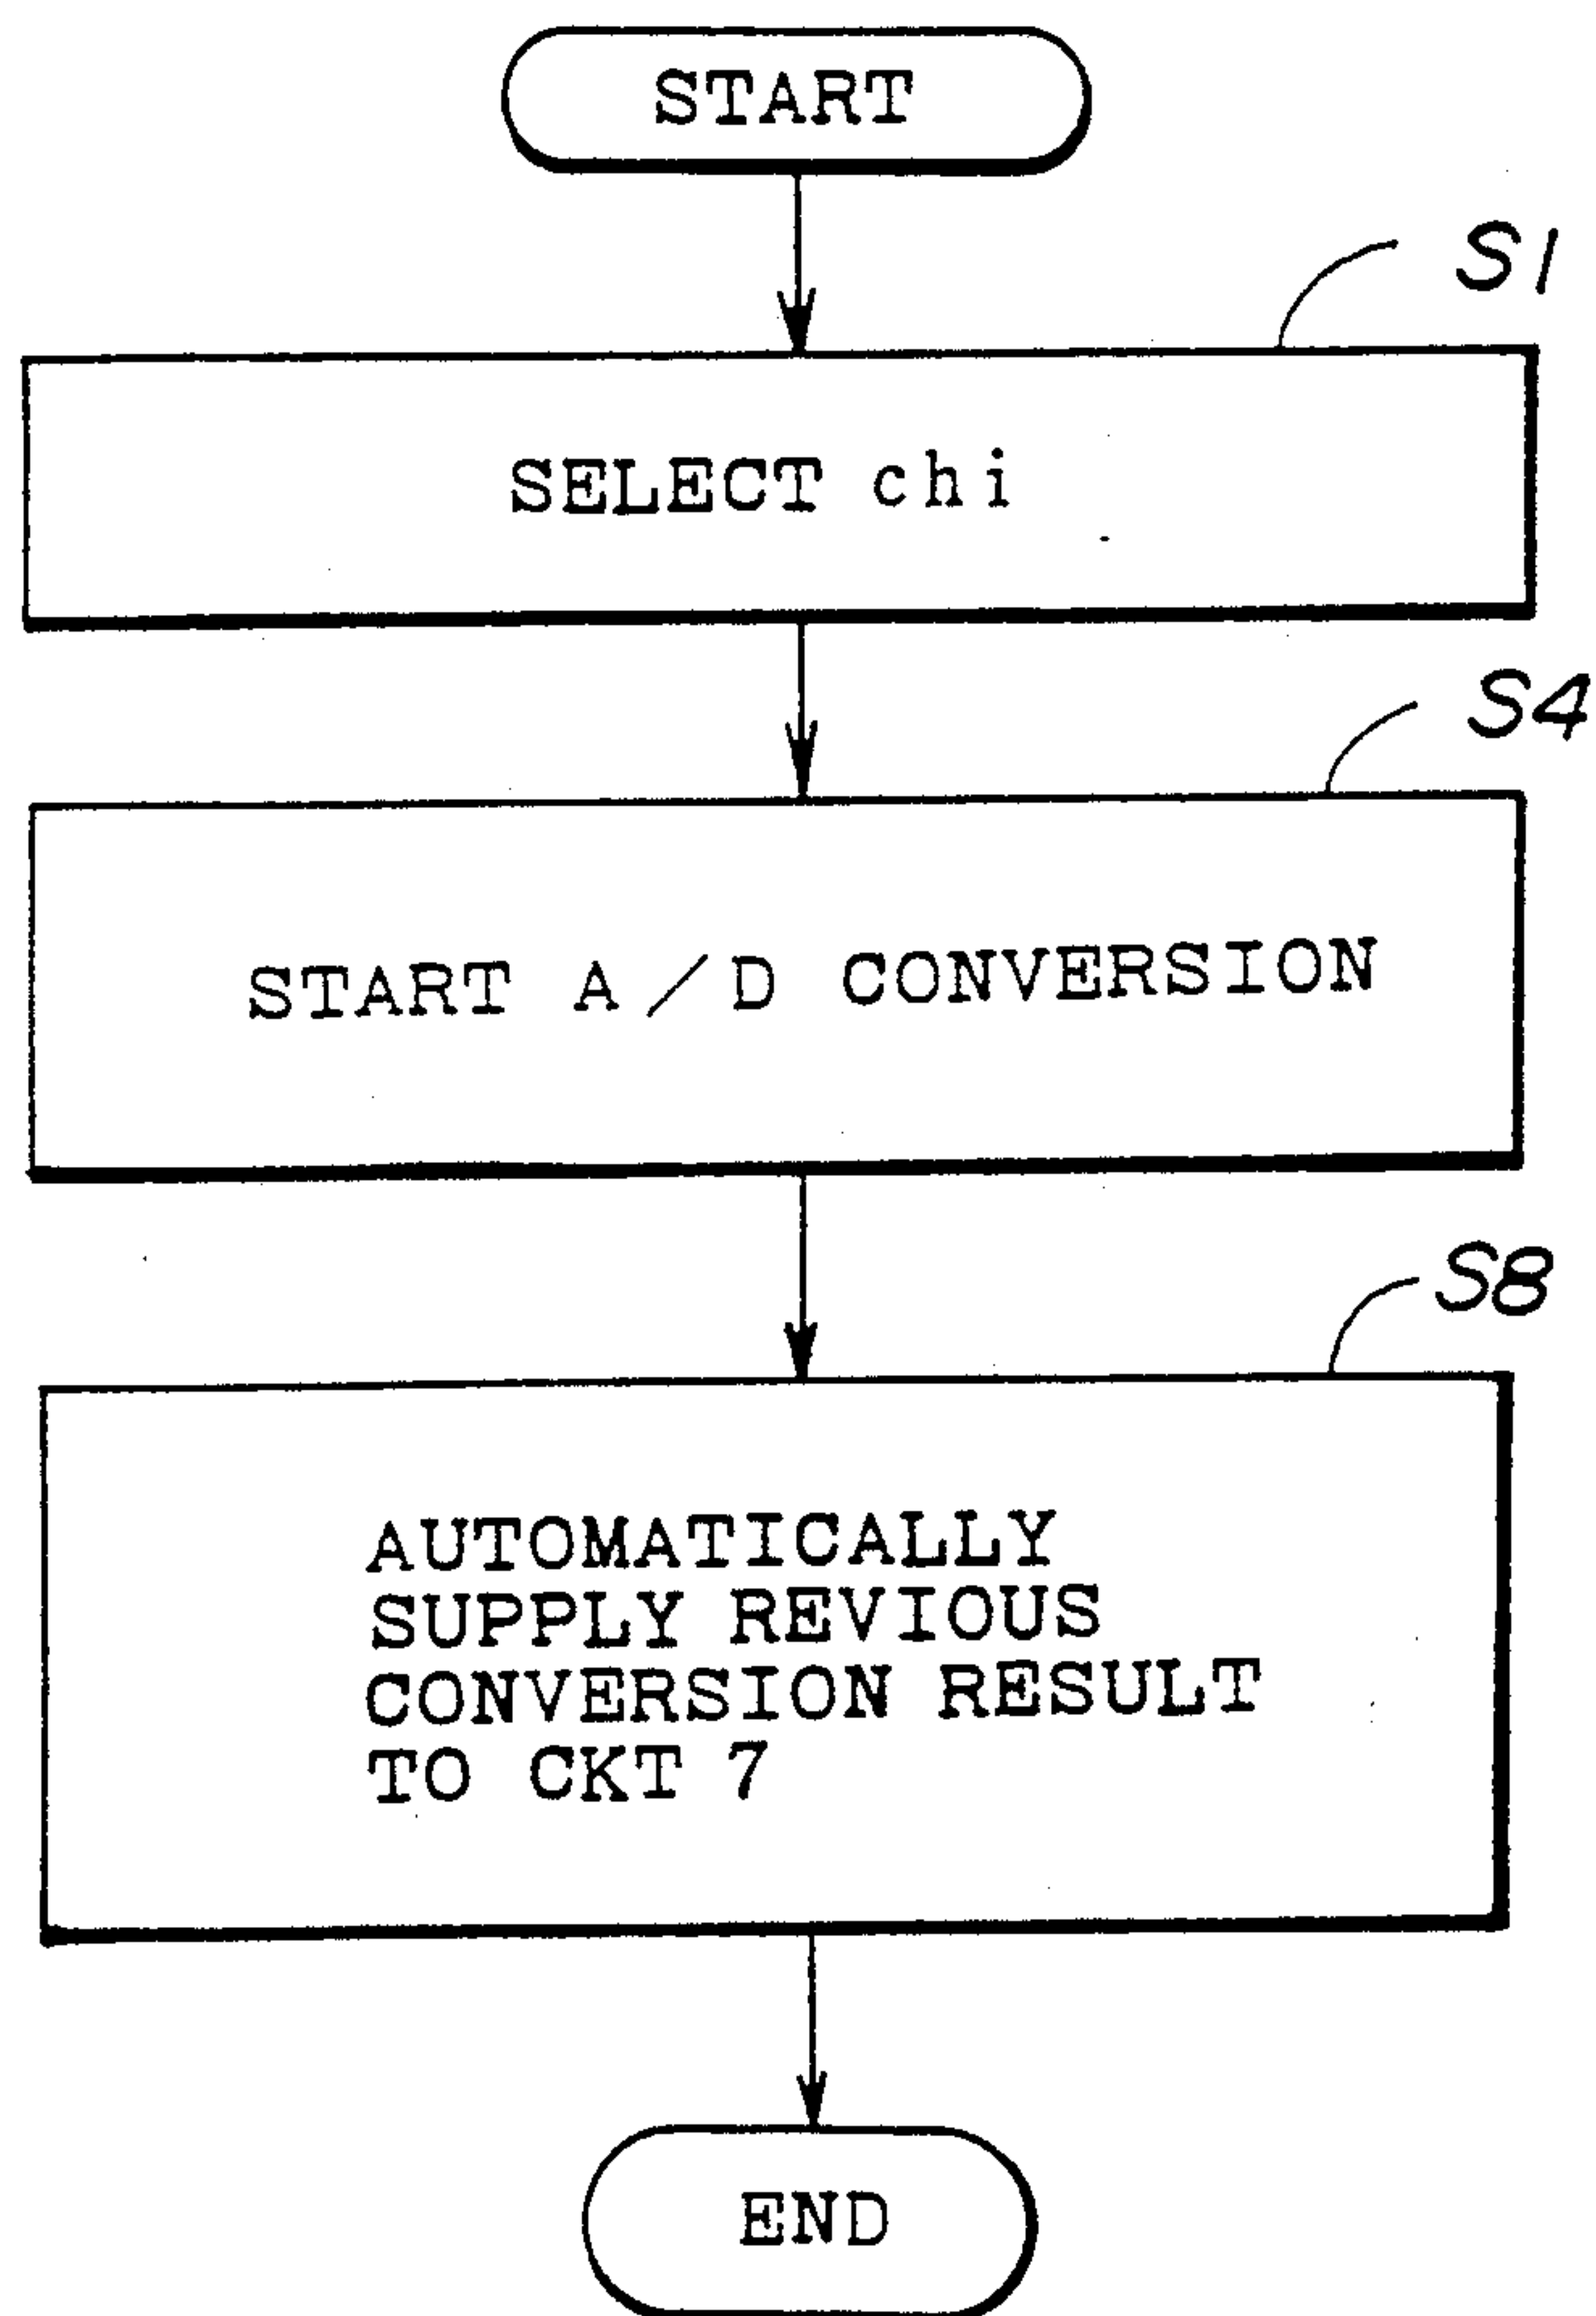 START
S1
SELECT chi
S4
START A/D CONVERSION
S8
AUTOMATICALLY
SUPPLY REVIOUS
CONVERSION RESULT
TO CKT 7
END